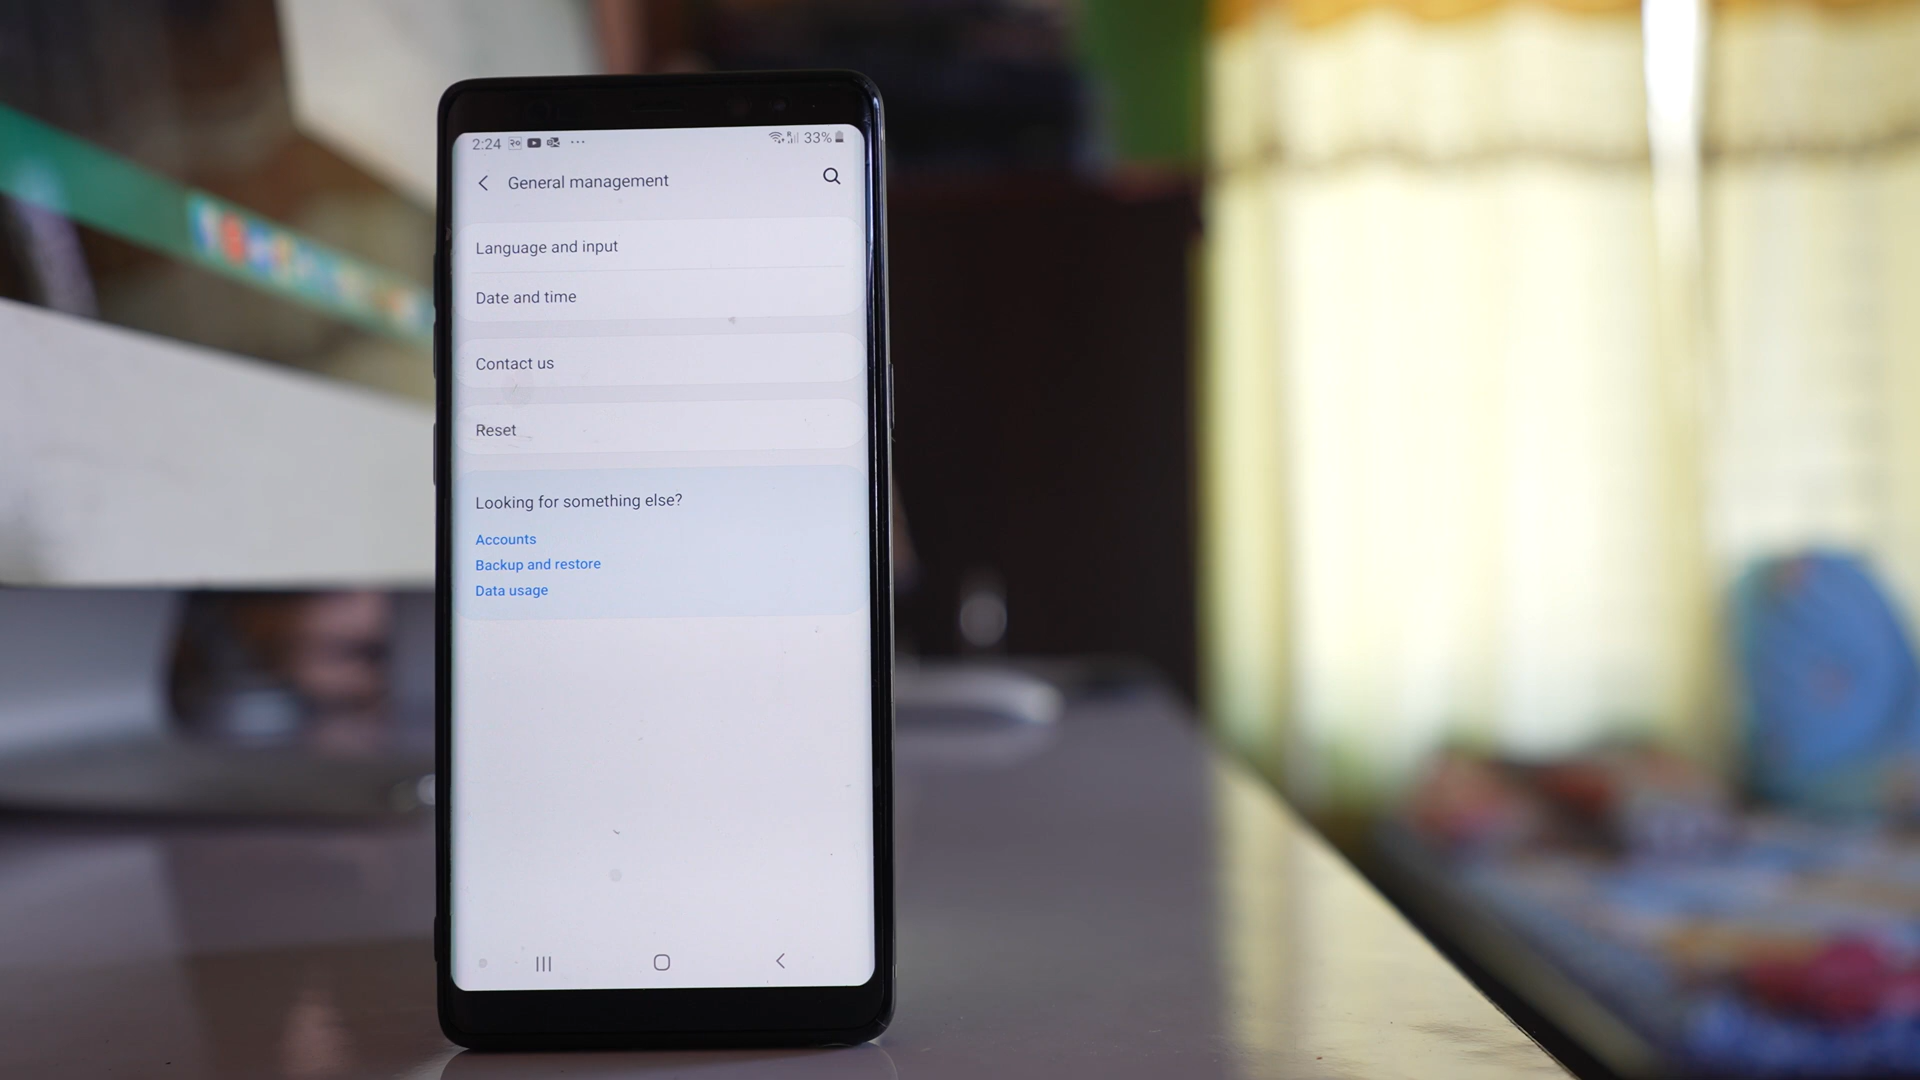 2:24 २० ... 33%
General management
Language and input
Date and time
Contact us
Reset
Looking for something else?
Accounts
Backup and restore
Data usage